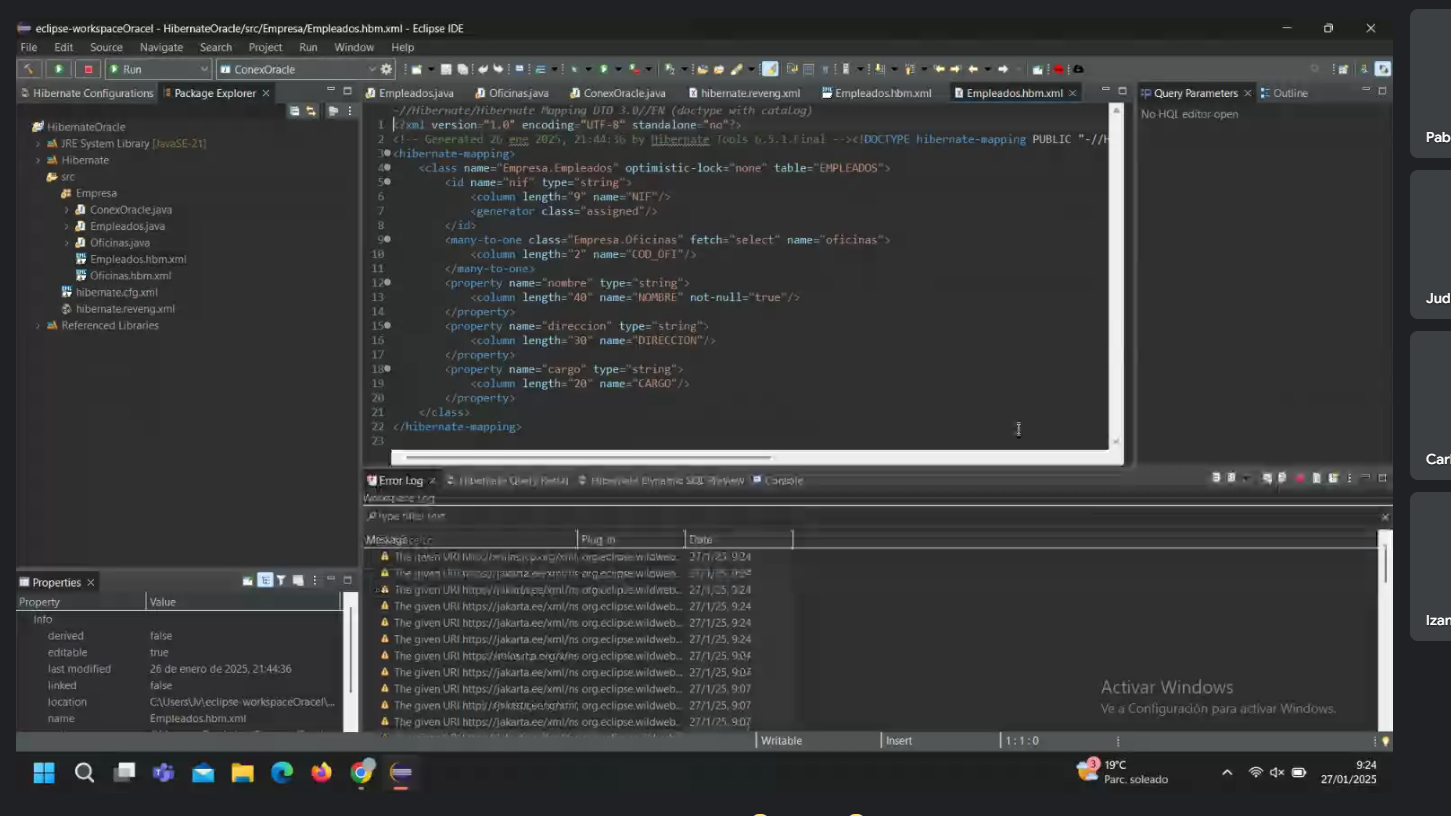 eclipse-workspaceOracel - HibernateOracle/src/Empresa/Empleados.hbm.xml - Eclipse IDE
File Edit Source Navigate Search Project Run Window Help
Run ConexOracle
Hibernate Configurations Package Explorer
HibernateOracle
JRE System Library [JavaSE-21]
Hibernate
src
Empresa
ConexOracle.java
Empleados.java
Oficinas.java
Empleados.hbm.xml
Oficinas.hbm.xml
hibernate.cfg.xml
hibernate.reveng.xml
Referenced Libraries
Empleados.java Oficinas.java ConexOracle.java hibernate.reveng.xml Empleados.hbm.xml Empleados.hbm.xml
-//Hibernate/Hibernate Mapping DTD 3.0//EN (doctype with catalog)
1 <?xml version="1.0" encoding="UTF-8" standalone="no"?>
2 <!-- Generated 26 ene 2025, 21:44:36 by Hibernate Tools 6.5.1.Final --><!DOCTYPE hibernate-mapping PUBLIC "-//H
3 <hibernate-mapping>
4 <class name="Empresa.Empleados" optimistic-lock="none" table="EMPLEADOS">
5 <id name="nif" type="string">
6 <column length="9" name="NIF"/>
7 <generator class="assigned"/>
8 </id>
9 <many-to-one class="Empresa.Oficinas" fetch="select" name="oficinas">
10 <column length="2" name="COD_OFI"/>
11 </many-to-one>
12 <property name="nombre" type="string">
13 <column length="40" name="NOMBRE" not-null="true"/>
14 </property>
15 <property name="direccion" type="string">
16 <column length="30" name="DIRECCION"/>
17 </property>
18 <property name="cargo" type="string">
19 <column length="20" name="CARGO"/>
20 </property>
21 </class>
22 </hibernate-mapping>
23
Query Parameters Outline
No HQL editor open
Pab
Jud
Carl
Izan
Error Log Hibernate Query Result Hibernate Dynamic SQL Preview Console
Workspace Log
type filter text
Message Plug-in Date
The given URI org.eclipse.wildweb... 27/1/25, 9:24
The given URI org.eclipse.wildweb... 27/1/25, 9:24
The given URI https://jakarta.ee/xml/ns org.eclipse.wildweb... 27/1/25, 9:24
The given URI https://jakarta.ee/xml/ns org.eclipse.wildweb... 27/1/25, 9:24
The given URI https://jakarta.ee/xml/ns org.eclipse.wildweb... 27/1/25, 9:24
The given URI https://jakarta.ee/xml/ns org.eclipse.wildweb... 27/1/25, 9:24
The given URI org.eclipse.wildweb...
The given URI https://jakarta.ee/xml/ns org.eclipse.wildweb... 27/1/25, 9:07
The given URI https://jakarta.ee/xml/ns org.eclipse.wildweb... 27/1/25, 9:07
The given URI org.eclipse.wildweb... 27/1/25, 9:07
The given URI https://jakarta.ee/xml/ns org.eclipse.wildweb... 27/1/25, 9:07
Properties
Property Value
Info
derived false
editable true
last modified 26 de enero de 2025, 21:44:36
linked false
location C:\Users\lv\eclipse-workspaceOracel\...
name Empleados.hbm.xml
Activar Windows
Ve a Configuración para activar Windows.
Writable Insert 1:1:0
3 19°C
Parc. soleado
9:24
27/01/2025